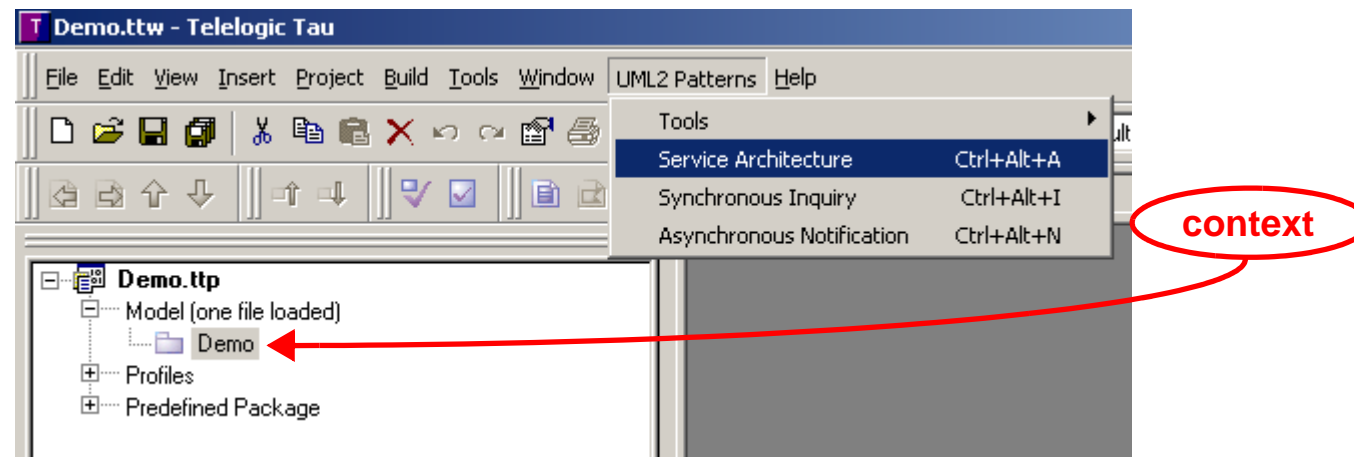 Demo.ttw - Telelogic Tau
File Edit View Insert Project Build Tools Window UML2 Patterns Help
Tools
Service Architecture Ctrl+Alt+A
Synchronous Inquiry Ctrl+Alt+I
Asynchronous Notification Ctrl+Alt+N
ult
context
Demo.ttp
Model (one file loaded)
Demo
Profiles
Predefined Package